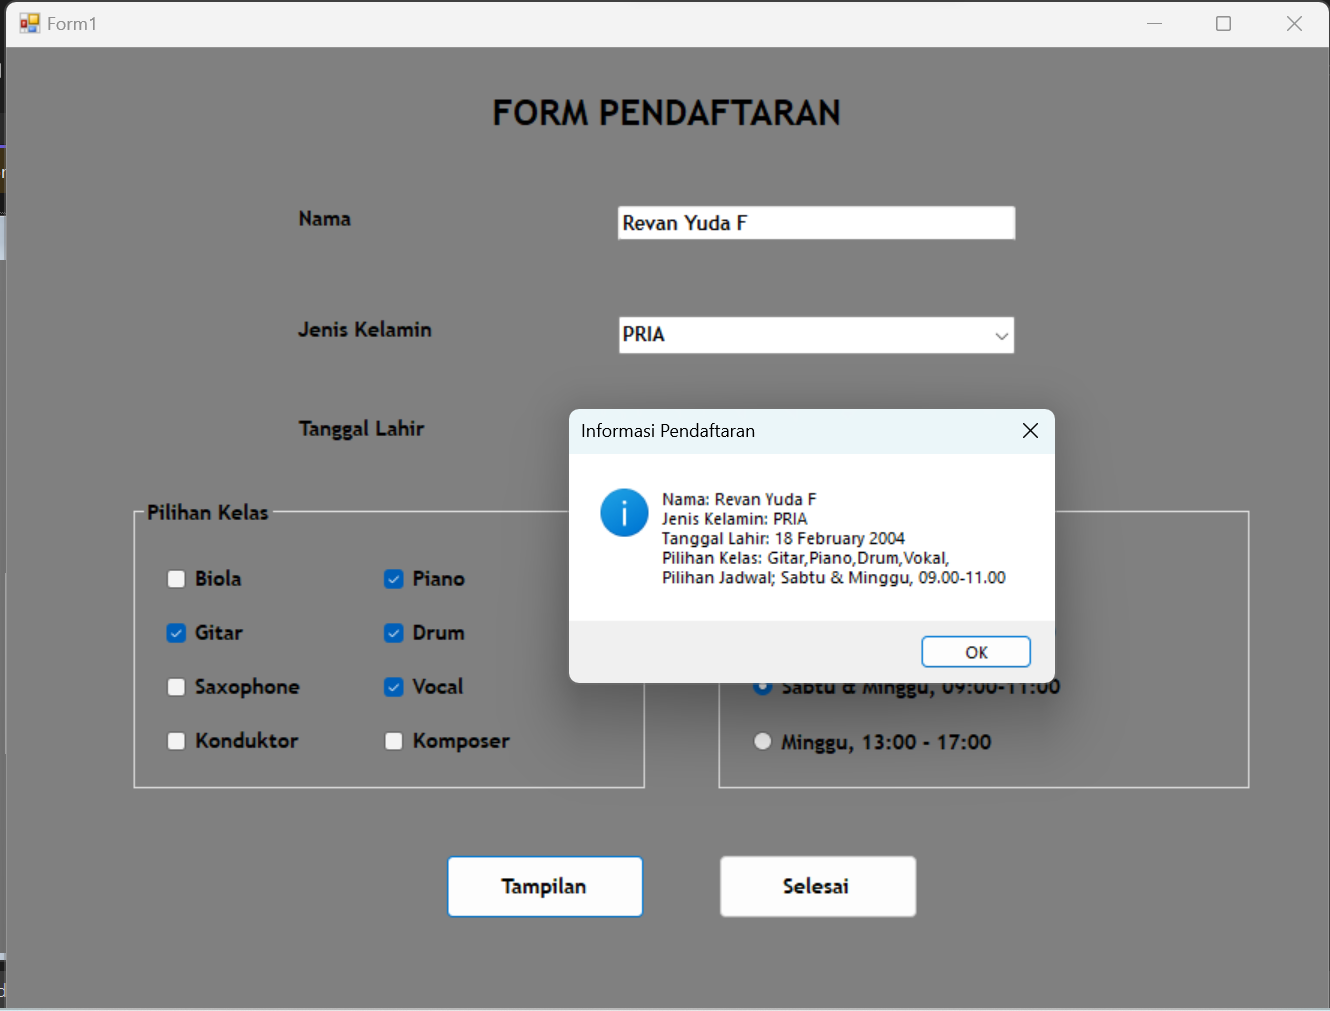 Form1
FORM PENDAFTARAN
Nama
Revan Yuda F
Jenis Kelamin
PRIA
Tanggal Lahir
Informasi Pendaftaran
Nama: Revan Yuda F
Jenis Kelamin: PRIA
Tanggal Lahir: 18 February 2004
Pilihan Kelas: Gitar,Piano,Drum,Vokal,
Pilihan Jadwal; Sabtu & Minggu, 09.00-11.00
OK
Pilihan Kelas
Biola
Piano
Gitar
Drum
Saxophone
Vocal
Konduktor
Komposer
Sabtu & Minggu, 09:00-11:00
Minggu, 13:00 - 17:00
Tampilan
Selesai